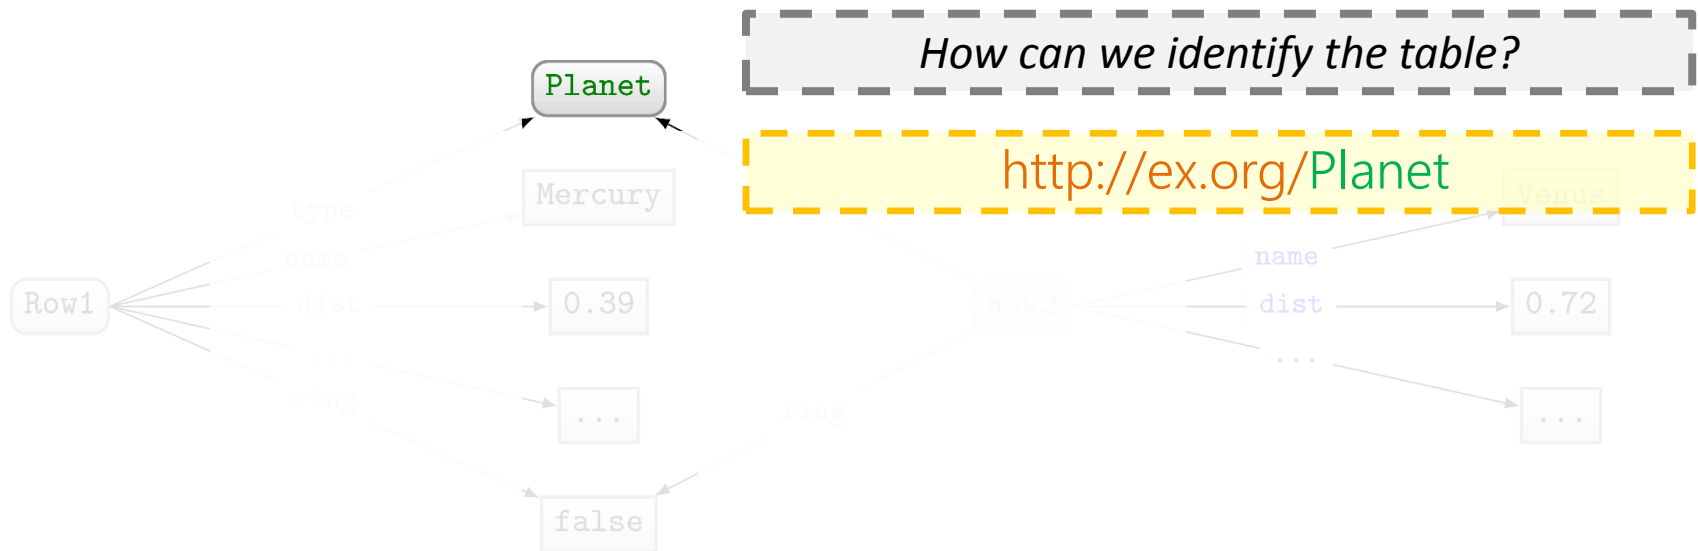 How can we identify the table?
Planet
http://ex.org/Planet
Mercury
Venus
type
name
name
Row1
dist
0.39
Row2
dist
0.72
...
...
ring
...
ring
...
false